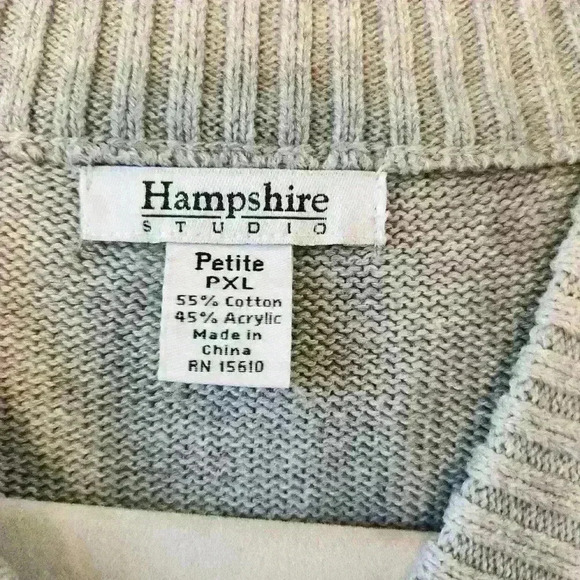 Hampshire
STUDIO
Petite
PXL
55% Cotton
45% Acrylic
Made in
China
RN 15610